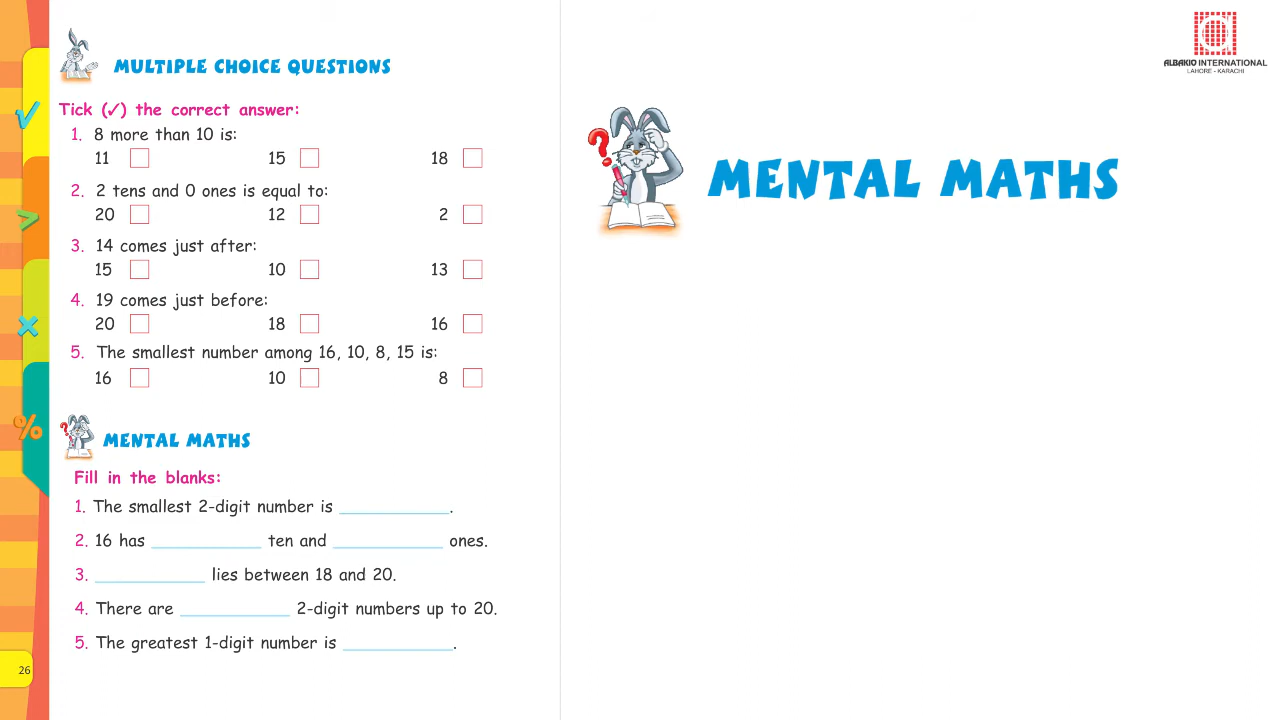 MULTIPLE CHOICE QUESTIONS
Tick (✓) the correct answer:
1. 8 more than 10 is:
11 15 18
2. 2 tens and 0 ones is equal to:
20 12 2
3. 14 comes just after:
15 10 13
4. 19 comes just before:
20 18 16
5. The smallest number among 16, 10, 8, 15 is:
16 10 8
MENTAL MATHS
Fill in the blanks:
1. The smallest 2-digit number is ____________.
2. 16 has ____________ ten and ____________ ones.
3. ____________ lies between 18 and 20.
4. There are ____________ 2-digit numbers up to 20.
5. The greatest 1-digit number is ____________.
26
ALBAKIO INTERNATIONAL
LAHORE - KARACHI
MENTAL MATHS